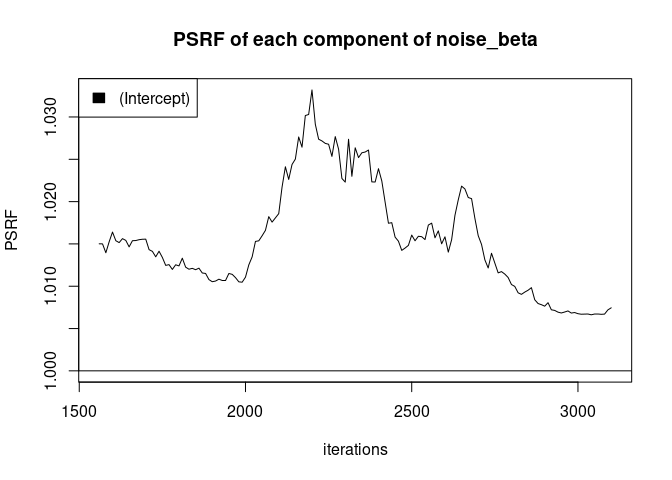 PSRF of each component of noise_beta
(Intercept)
PSRF
1.030
1.020
1.010
1.000
1500 2000 2500 3000
iterations